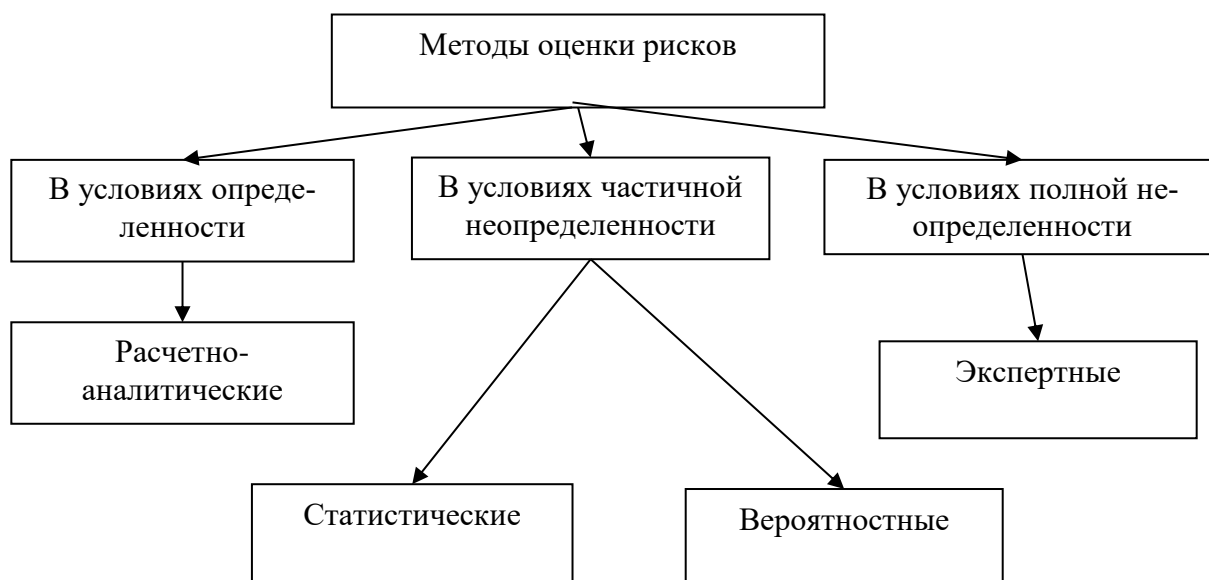 Методы оценки рисков
В условиях опреде-
ленности
В условиях частичной
неопределенности
В условиях полной не-
определенности
Расчетно-
аналитические
Экспертные
Статистические
Вероятностные